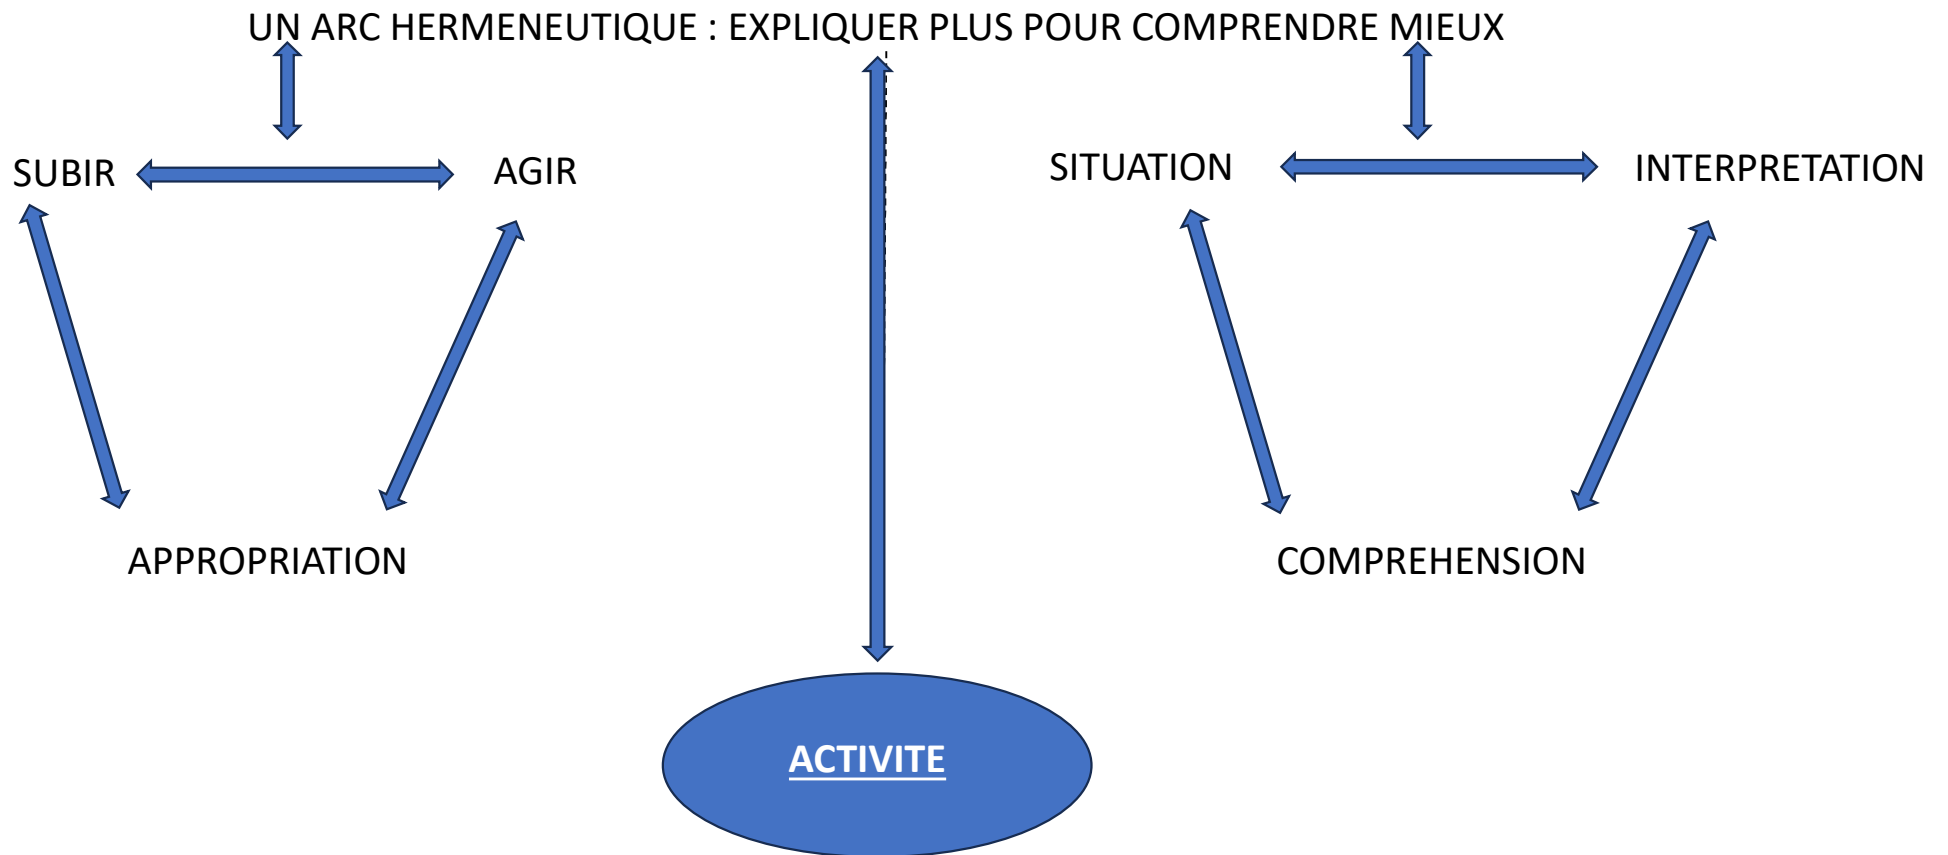 UN ARC HERMENEUTIQUE : EXPLIQUER PLUS POUR COMPRENDRE MIEUX
SUBIR
AGIR
SITUATION
INTERPRETATION
APPROPRIATION
COMPREHENSION
ACTIVITE